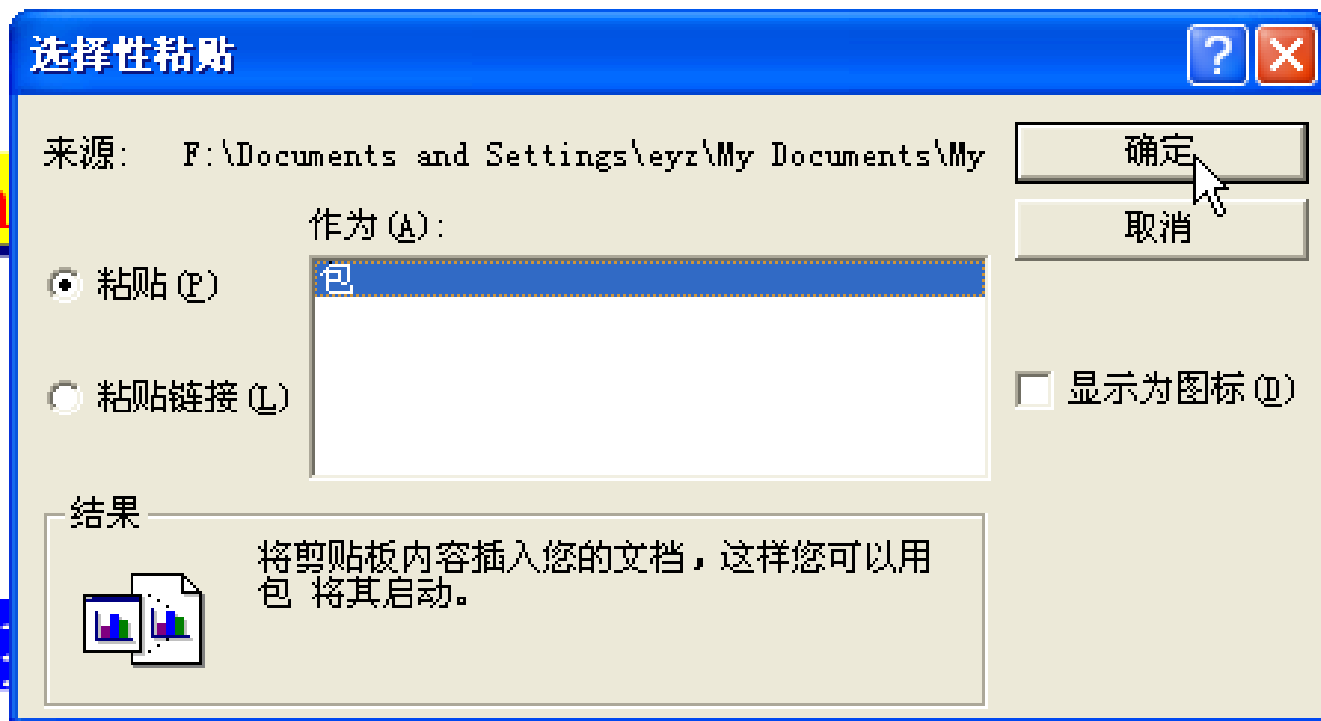 选择性粘贴
来源: F:\Documents and Settings\eyz\My Documents\My
确定
取消
作为(A):
粘贴(P)
包
粘贴链接(L)
显示为图标(D)
结果
将剪贴板内容插入您的文档，这样您可以用
包 将其启动。